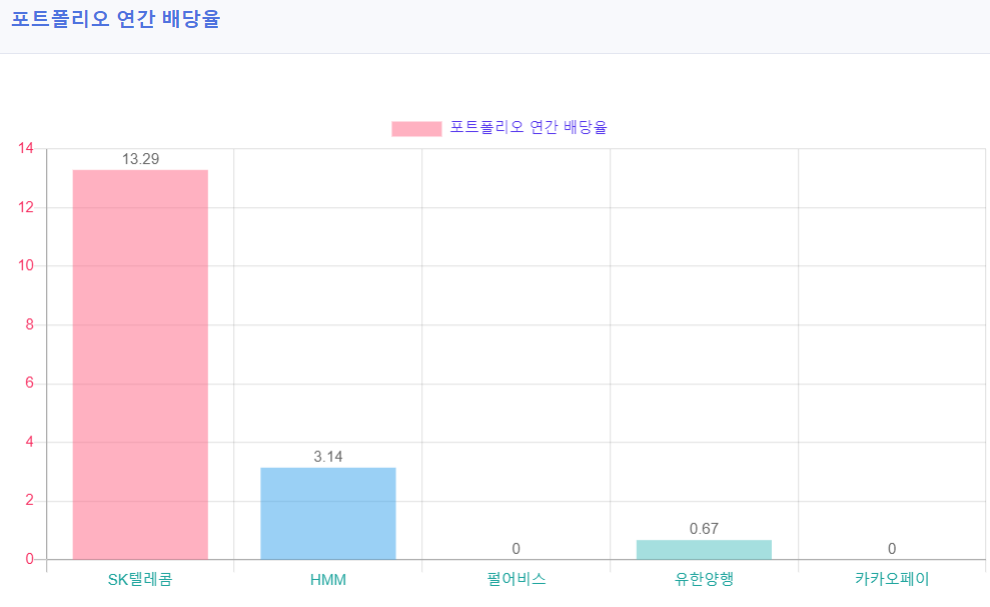 포트폴리오 연간 배당율
포트폴리오 연간 배당율
14
12
10
8
6
4
2
0
13.29
3.14
0
0.67
0
SK텔레콤
HMM
펄어비스
유한양행
카카오페이